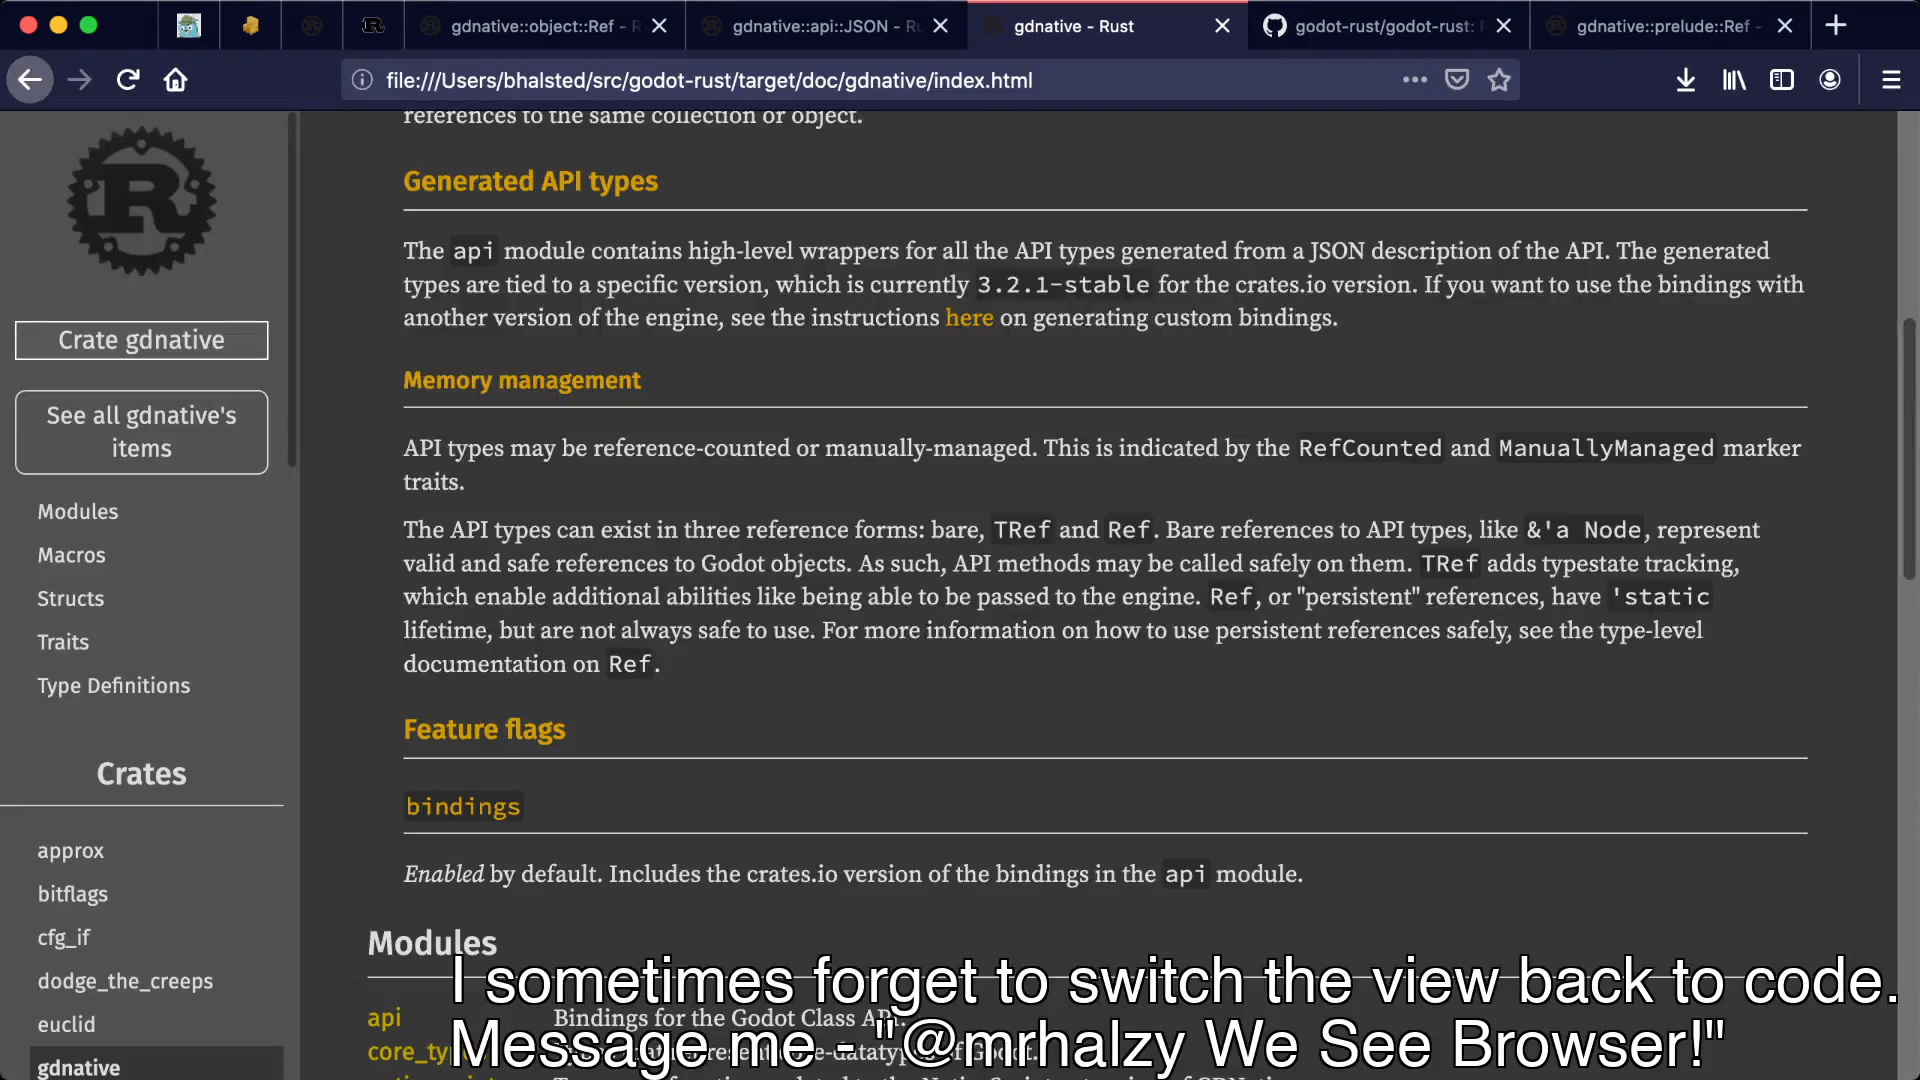 gdnative::object::Ref - R
gdnative::api::JSON - Ru
gdnative - Rust
godot-rust/godot-rust: R
gdnative::prelude::Ref -
file:///Users/bhalsted/src/godot-rust/target/doc/gdnative/index.html
Crate gdnative
See all gdnative's
items
Modules
Macros
Structs
Traits
Type Definitions
Crates
approx
bitflags
cfg_if
dodge_the_creeps
euclid
gdnative
references to the same collection or object.
Generated API types
The api module contains high-level wrappers for all the API types generated from a JSON description of the API. The generated
types are tied to a specific version, which is currently 3.2.1-stable for the crates.io version. If you want to use the bindings with
another version of the engine, see the instructions here on generating custom bindings.
Memory management
API types may be reference-counted or manually-managed. This is indicated by the RefCounted and ManuallyManaged marker
traits.
The API types can exist in three reference forms: bare, TRef and Ref. Bare references to API types, like &'a Node, represent
valid and safe references to Godot objects. As such, API methods may be called safely on them. TRef adds typestate tracking,
which enable additional abilities like being able to be passed to the engine. Ref, or "persistent" references, have 'static
lifetime, but are not always safe to use. For more information on how to use persistent references safely, see the type-level
documentation on Ref.
Feature flags
bindings
Enabled by default. Includes the crates.io version of the bindings in the api module.
Modules
api Bindings for the Godot Class API.
I sometimes forget to switch the view back to code.
Message me - "@mrhalzy We See Browser!"